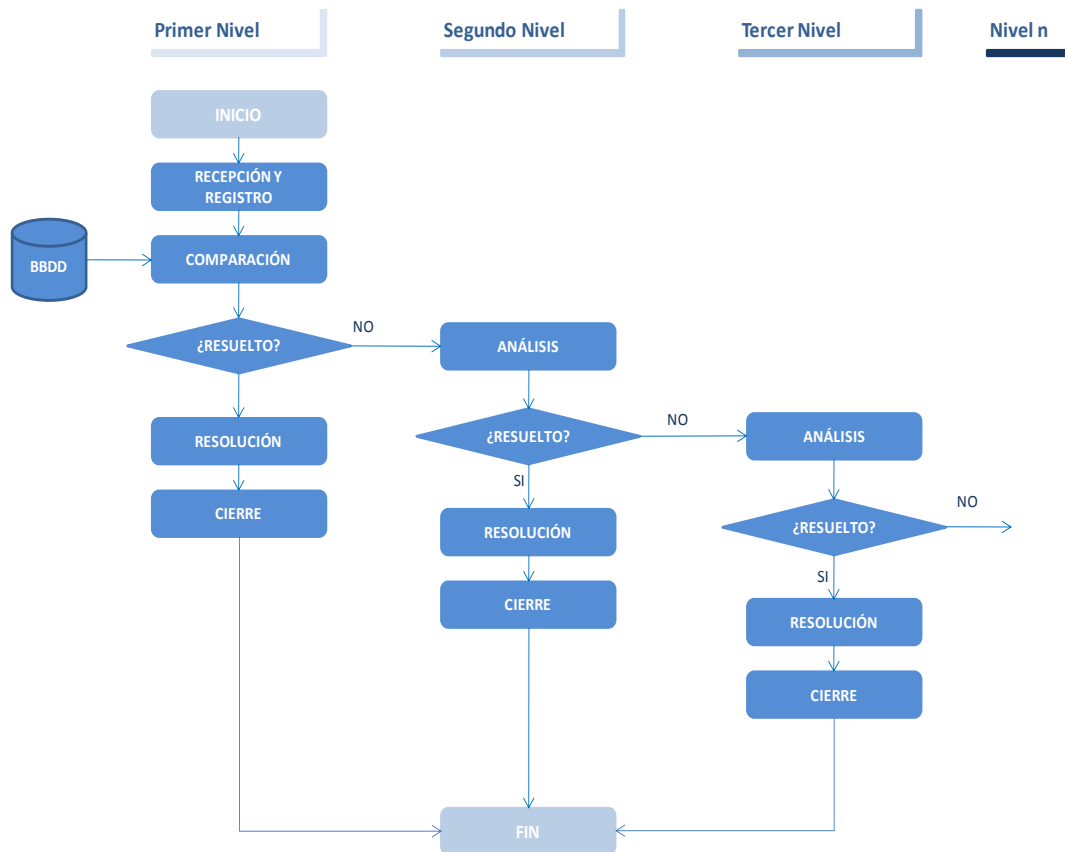 Primer Nivel
Segundo Nivel
Tercer Nivel
Nivel n
INICIO
RECEPCIÓN Y
REGISTRO
BBDD
COMPARACIÓN
¿RESUELTO?
NO
ANÁLISIS
RESOLUCIÓN
CIERRE
¿RESUELTO?
NO
ANÁLISIS
SI
RESOLUCIÓN
CIERRE
¿RESUELTO?
NO
SI
RESOLUCIÓN
CIERRE
FIN